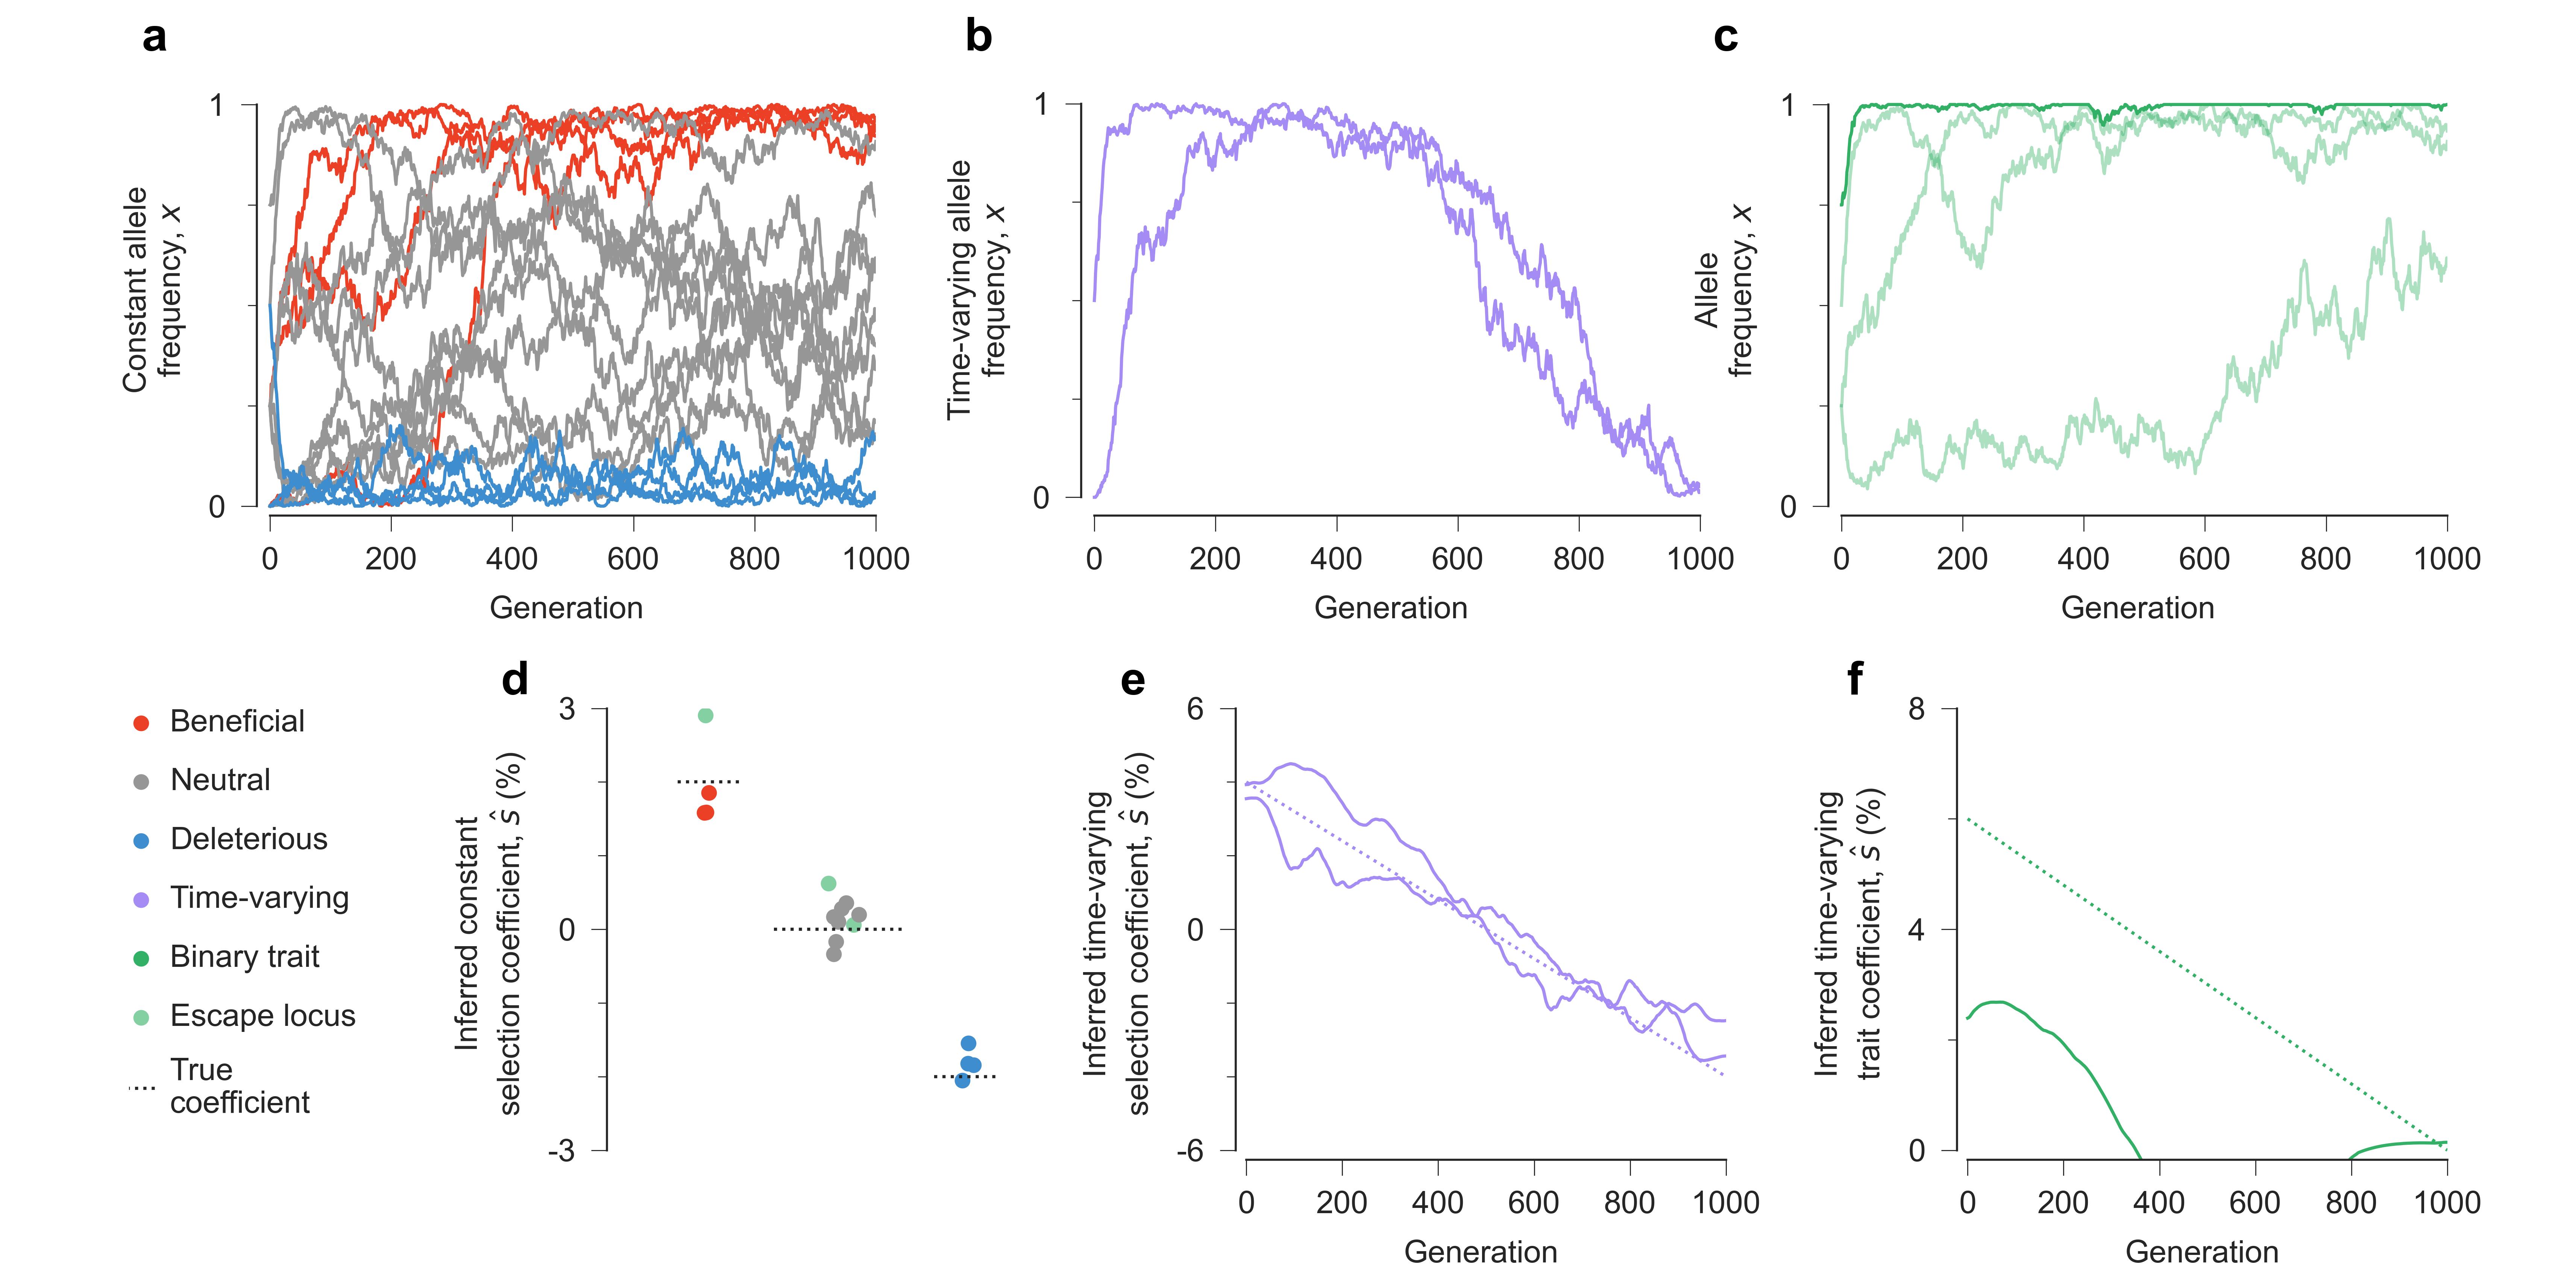 a
b
c
1
0
Constant allele
frequency, x
0 200 400 600 800 1000
Generation
1
0
Time-varying allele
frequency, x
0 200 400 600 800 1000
Generation
1
0
Allele
frequency, x
0 200 400 600 800 1000
Generation
Beneficial
Neutral
Deleterious
Time-varying
Binary trait
Escape locus
True
coefficient
d
3
0
-3
Inferred constant
selection coefficient, ŝ (%)
e
6
0
-6
Inferred time-varying
selection coefficient, ŝ (%)
0 200 400 600 800 1000
Generation
f
8
4
0
Inferred time-varying
trait coefficient, ŝ (%)
0 200 400 600 800 1000
Generation